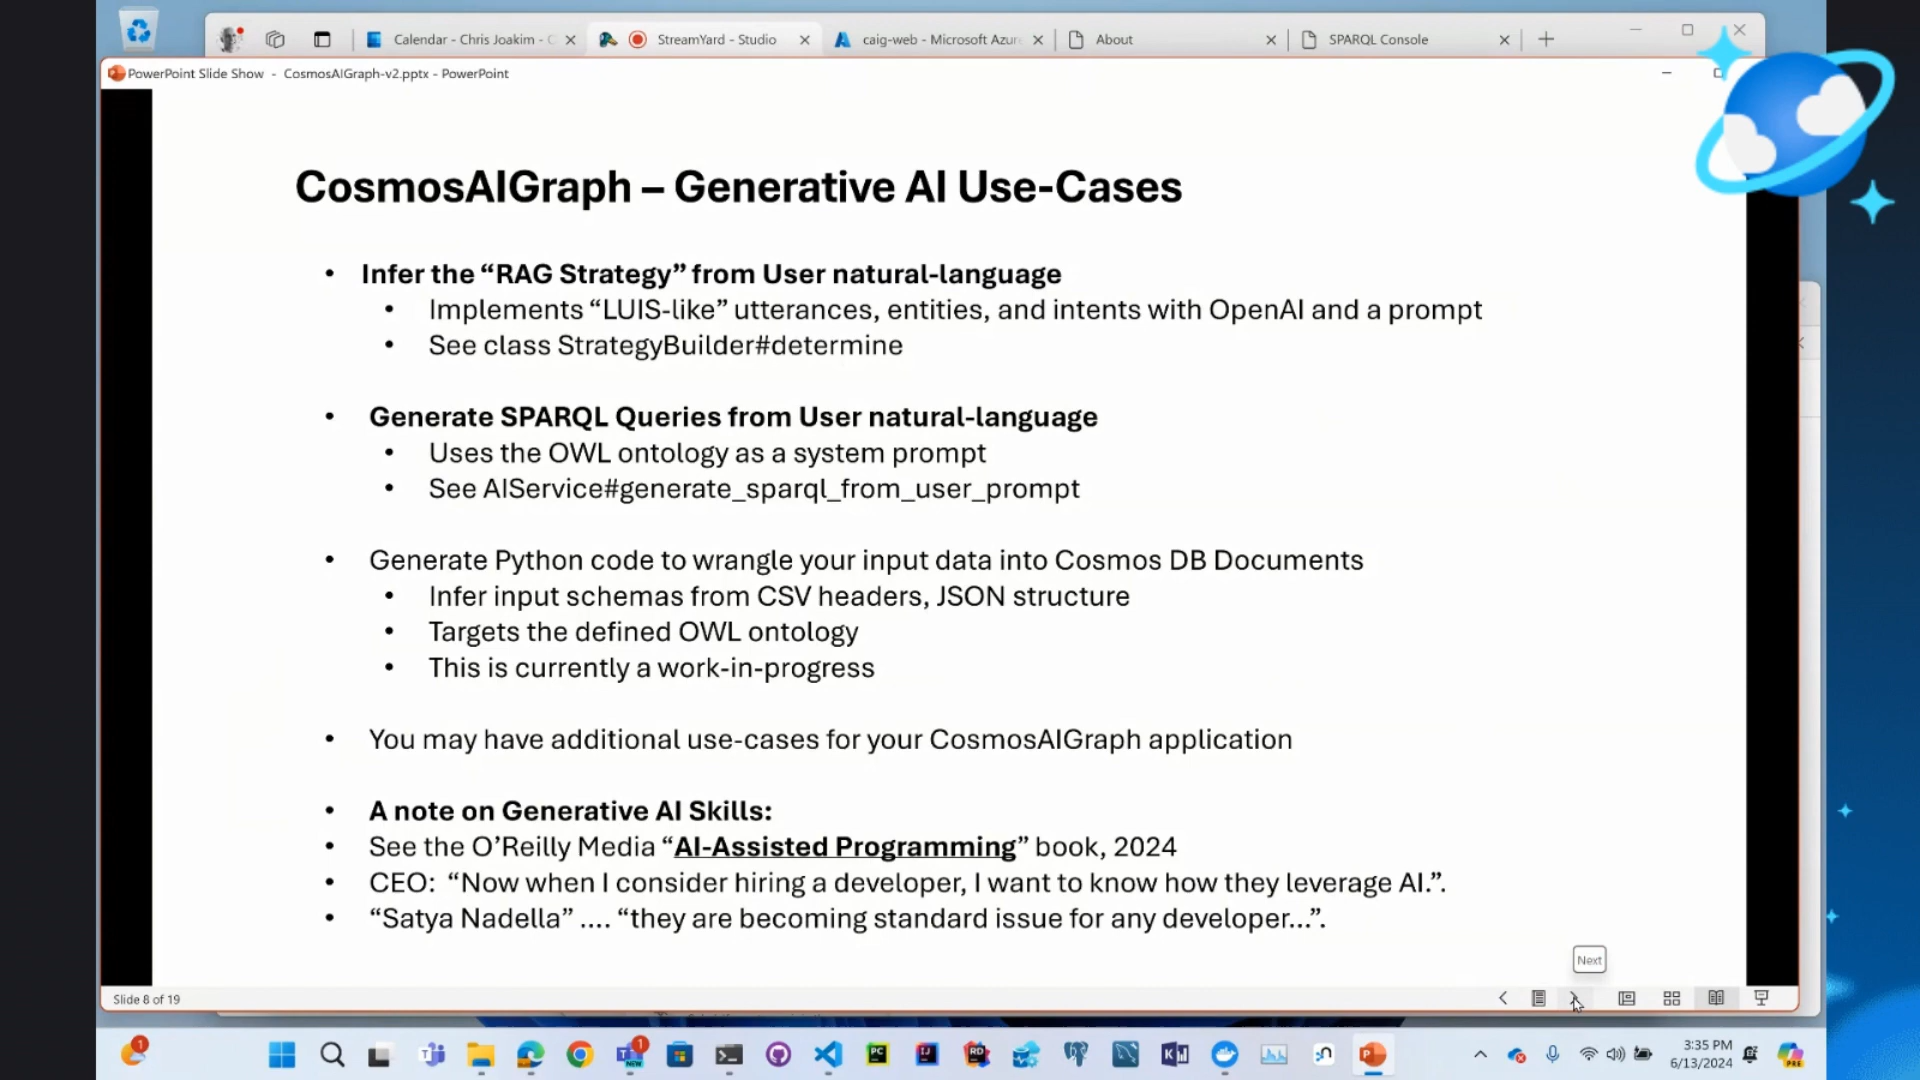 Calendar - Chris Joakim - C
StreamYard - Studio
caig-web - Microsoft Azur
About
SPARQL Console
PowerPoint Slide Show - CosmosAIGraph-v2.pptx - PowerPoint
CosmosAIGraph – Generative AI Use-Cases
• Infer the “RAG Strategy” from User natural-language
• Implements “LUIS-like” utterances, entities, and intents with OpenAI and a prompt
• See class StrategyBuilder#determine
• Generate SPARQL Queries from User natural-language
• Uses the OWL ontology as a system prompt
• See AIService#generate_sparql_from_user_prompt
• Generate Python code to wrangle your input data into Cosmos DB Documents
• Infer input schemas from CSV headers, JSON structure
• Targets the defined OWL ontology
• This is currently a work-in-progress
• You may have additional use-cases for your CosmosAIGraph application
• A note on Generative AI Skills:
• See the O’Reilly Media “AI-Assisted Programming” book, 2024
• CEO: “Now when I consider hiring a developer, I want to know how they leverage AI.”.
• “Satya Nadella” .... “they are becoming standard issue for any developer...”.
Next
Slide 8 of 19
1
1
NEW
PC
IJ
RD
3:35 PM
6/13/2024
PRE